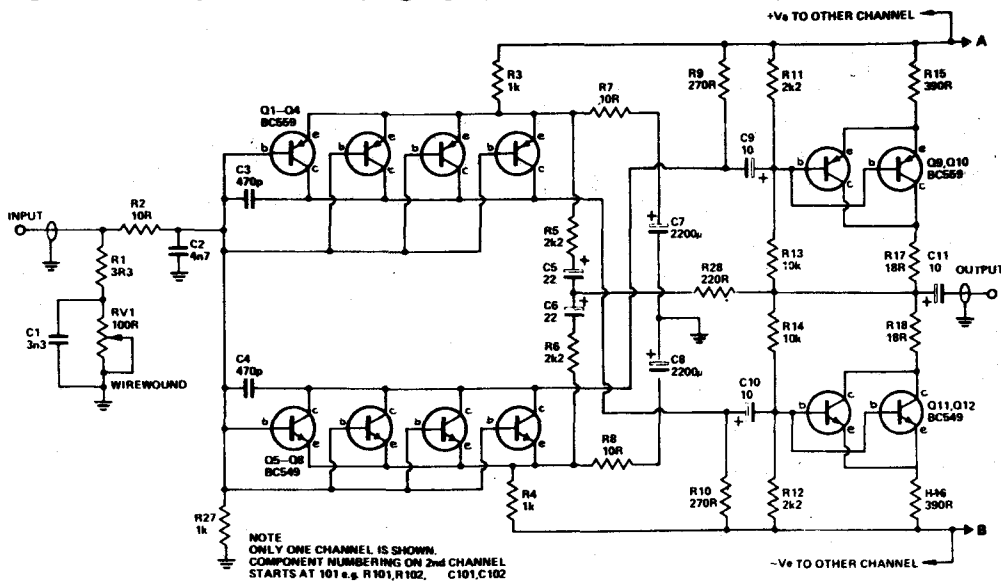 +Ve TO OTHER CHANNEL
A
R3
1k
R9
270R
R11
2k2
R15
390R
Q1–Q4
BC559
R7
10R
b
e
c
e
c
e
c
b
e
c
C3
470p
C9
10
+
e
c
b
e
c
Q9,Q10
BC559
INPUT
R2
10R
C2
4n7
R5
2k2
+
C7
2200µ
R1
3R3
C5
22
+
R28
220R
R13
10k
R17
18R
C11
10
+
OUTPUT
C1
3n3
RV1
100R
C6
22
+
R6
2k2
R14
10k
R18
18R
WIREWOUND
C4
470p
+
C8
2200µ
C10
10
+
b
c
e
b
c
e
b
c
e
b
c
e
b
c
e
b
c
e
Q11,Q12
BC549
Q5–Q8
BC549
R8
10R
R4
1k
R10
270R
R12
2k2
R16
390R
R27
1k
B
NOTE
ONLY ONE CHANNEL IS SHOWN.
COMPONENT NUMBERING ON 2nd CHANNEL
STARTS AT 101 e.g. R101,R102, C101,C102
–Ve TO OTHER CHANNEL